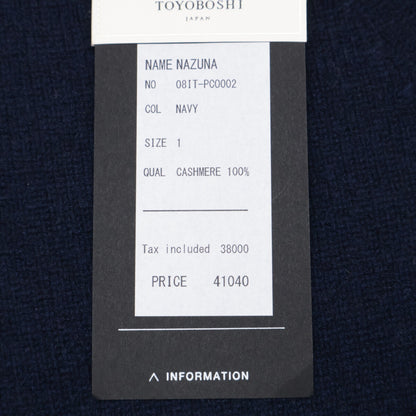 TOYOBOSHI
JAPAN
NAME NAZUNA
NO 08IT-PC0002
COL NAVY
SIZE 1
QUAL CASHMERE 100%
Tax included 38000
PRICE 41040
INFORMATION